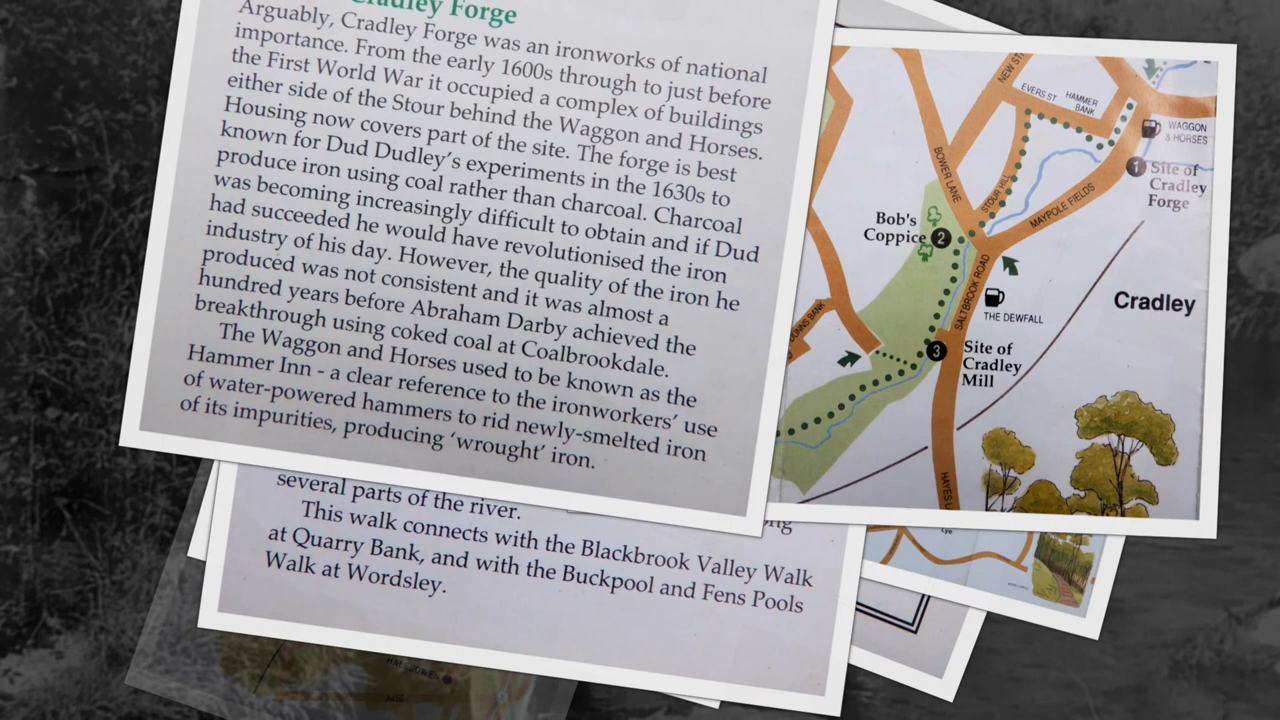 Cradley Forge
Arguably, Cradley Forge was an ironworks of national
importance. From the early 1600s through to just before
the First World War it occupied a complex of buildings
either side of the Stour behind the Waggon and Horses.
Housing now covers part of the site. The forge is best
known for Dud Dudley's experiments in the 1630s to
produce iron using coal rather than charcoal. Charcoal
was becoming increasingly difficult to obtain and if Dud
had succeeded he would have revolutionised the iron
industry of his day. However, the quality of the iron he
produced was not consistent and it was almost a
hundred years before Abraham Darby achieved the
breakthrough using coked coal at Coalbrookdale.
The Waggon and Horses used to be known as the
Hammer Inn - a clear reference to the ironworkers' use
of water-powered hammers to rid newly-smelted iron
of its impurities, producing 'wrought' iron.
several parts of the river.
This walk connects with the Blackbrook Valley Walk
at Quarry Bank, and with the Buckpool and Fens Pools
Walk at Wordsley.
NEW ST
EVERS ST
HAMMER
BANK
WAGGON
& HORSES
1 Site of
Cradley
Forge
BOWER LANE
STOUR HILL
MAYPOLE FIELDS
Bob's
Coppice 2
SALTBROOK ROAD
THE DEWFALL
Cradley
DUNNS BANK
3 Site of
Cradley
Mill
HAYES L
Lye
HALESOWEN
A456